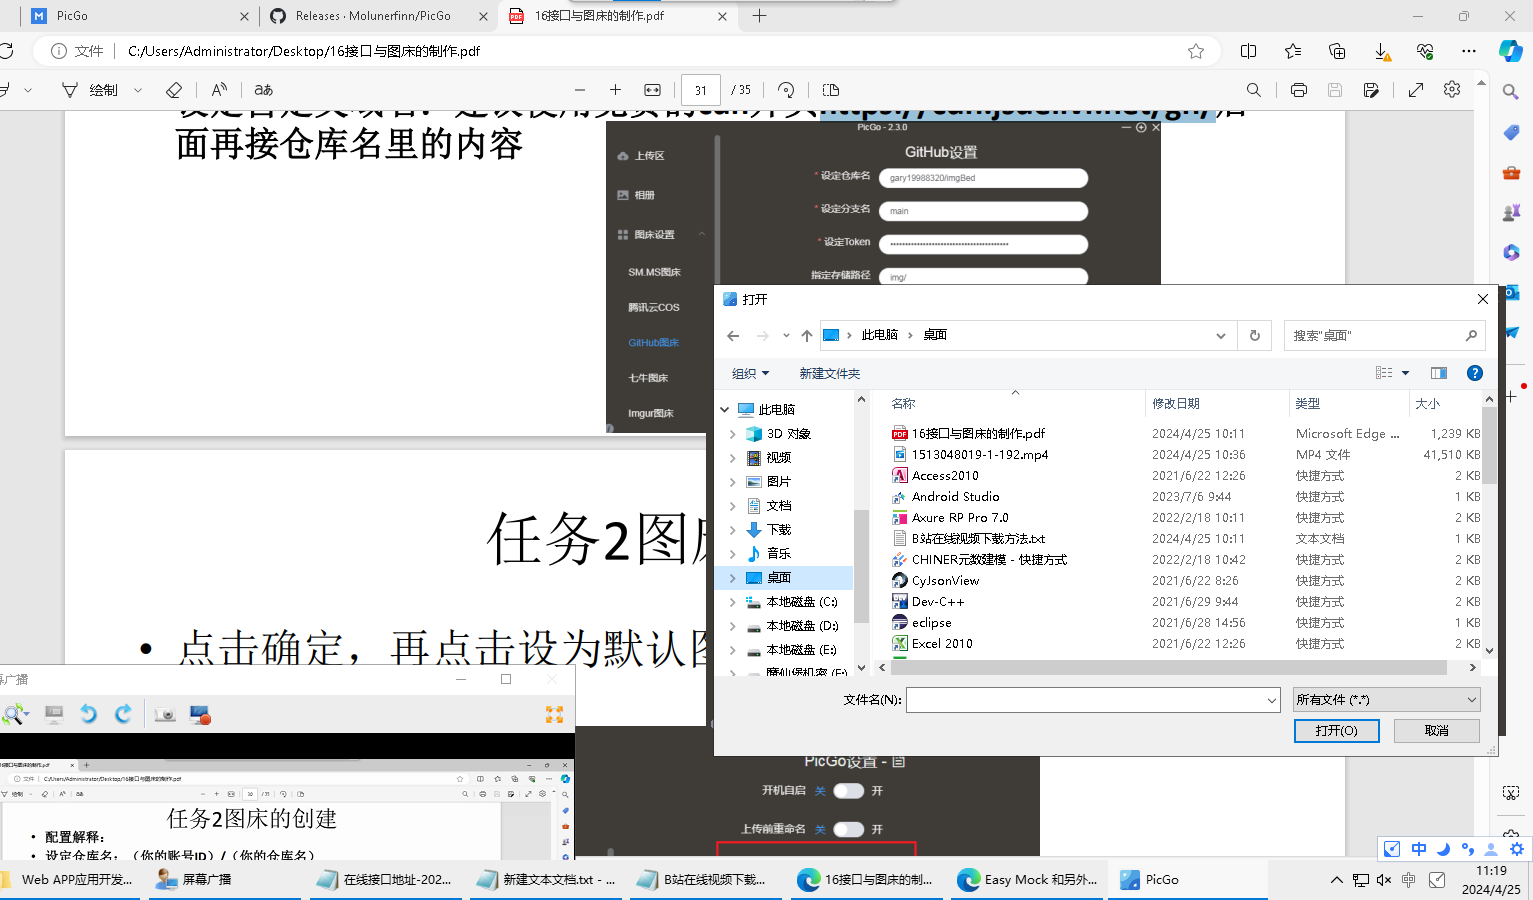 PicGo
Releases · Molunerfinn/PicGo
16接口与图床的制作.pdf
文件
C:/Users/Administrator/Desktop/16接口与图床的制作.pdf
绘制
aあ
31
/ 35
面再接仓库名里的内容
PicGo - 2.3.0
GitHub设置
上传区
相册
图床设置
SM.MS图床
腾讯云COS
GitHub图床
七牛图床
Imgur图床
* 设定仓库名
gary19988320/imgBed
* 设定分支名
main
* 设定Token
指定存储路径
img/
打开
此电脑
桌面
搜索"桌面"
组织
新建文件夹
此电脑
3D 对象
视频
图片
文档
下载
音乐
桌面
本地磁盘 (C:)
本地磁盘 (D:)
本地磁盘 (E:)
名称
修改日期
类型
大小
16接口与图床的制作.pdf 2024/4/25 10:11 Microsoft Edge ... 1,239 KB
1513048019-1-192.mp4 2024/4/25 10:36 MP4 文件 41,510 KB
Access2010 2021/6/22 12:26 快捷方式 2 KB
Android Studio 2023/7/6 9:44 快捷方式 1 KB
Axure RP Pro 7.0 2022/2/18 10:11 快捷方式 2 KB
B站在线视频下载方法.txt 2024/4/25 10:11 文本文档 1 KB
CHINER元数建模 - 快捷方式 2022/2/18 10:42 快捷方式 2 KB
CyJsonView 2021/6/22 8:26 快捷方式 2 KB
Dev-C++ 2021/6/29 9:44 快捷方式 2 KB
eclipse 2021/6/28 14:56 快捷方式 1 KB
Excel 2010 2021/6/22 12:26 快捷方式 2 KB
文件名(N):
所有文件 (*.*)
打开(O)
取消
任务2图
点击确定，再点击设为默认
广播
任务2图床的创建
配置解释：
设定仓库名：（你的账号ID）/（你的仓库名）
PicGo设置 -
开机自启 关 开
上传前重命名 关 开
中
Web APP应用开发...
屏幕广播
在线接口地址-202...
新建文本文档.txt - ...
B站在线视频下载...
16接口与图床的制...
Easy Mock 和另外...
PicGo
11:19
2024/4/25